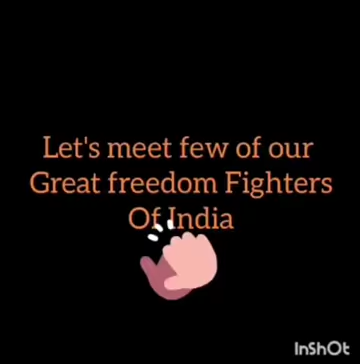 Let's meet few of our
Great freedom Fighters
Of India
InShOt